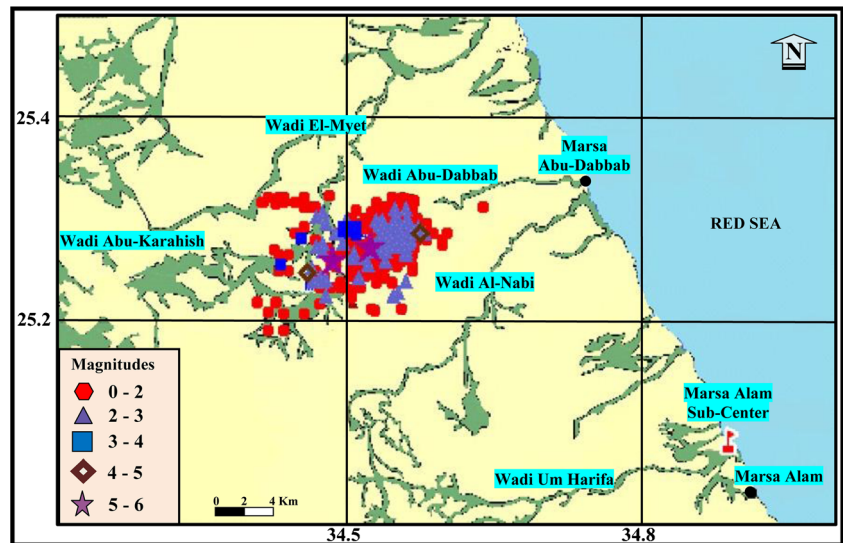 N
25.4
Wadi El-Myet
Marsa
Abu-Dabbab
Wadi Abu-Dabbab
RED SEA
Wadi Abu-Karahish
Wadi Al-Nabi
25.2
Magnitudes
0 - 2
2 - 3
3 - 4
4 - 5
5 - 6
Marsa Alam
Sub-Center
Wadi Um Harifa
Marsa Alam
0 2 4 Km
34.5
34.8